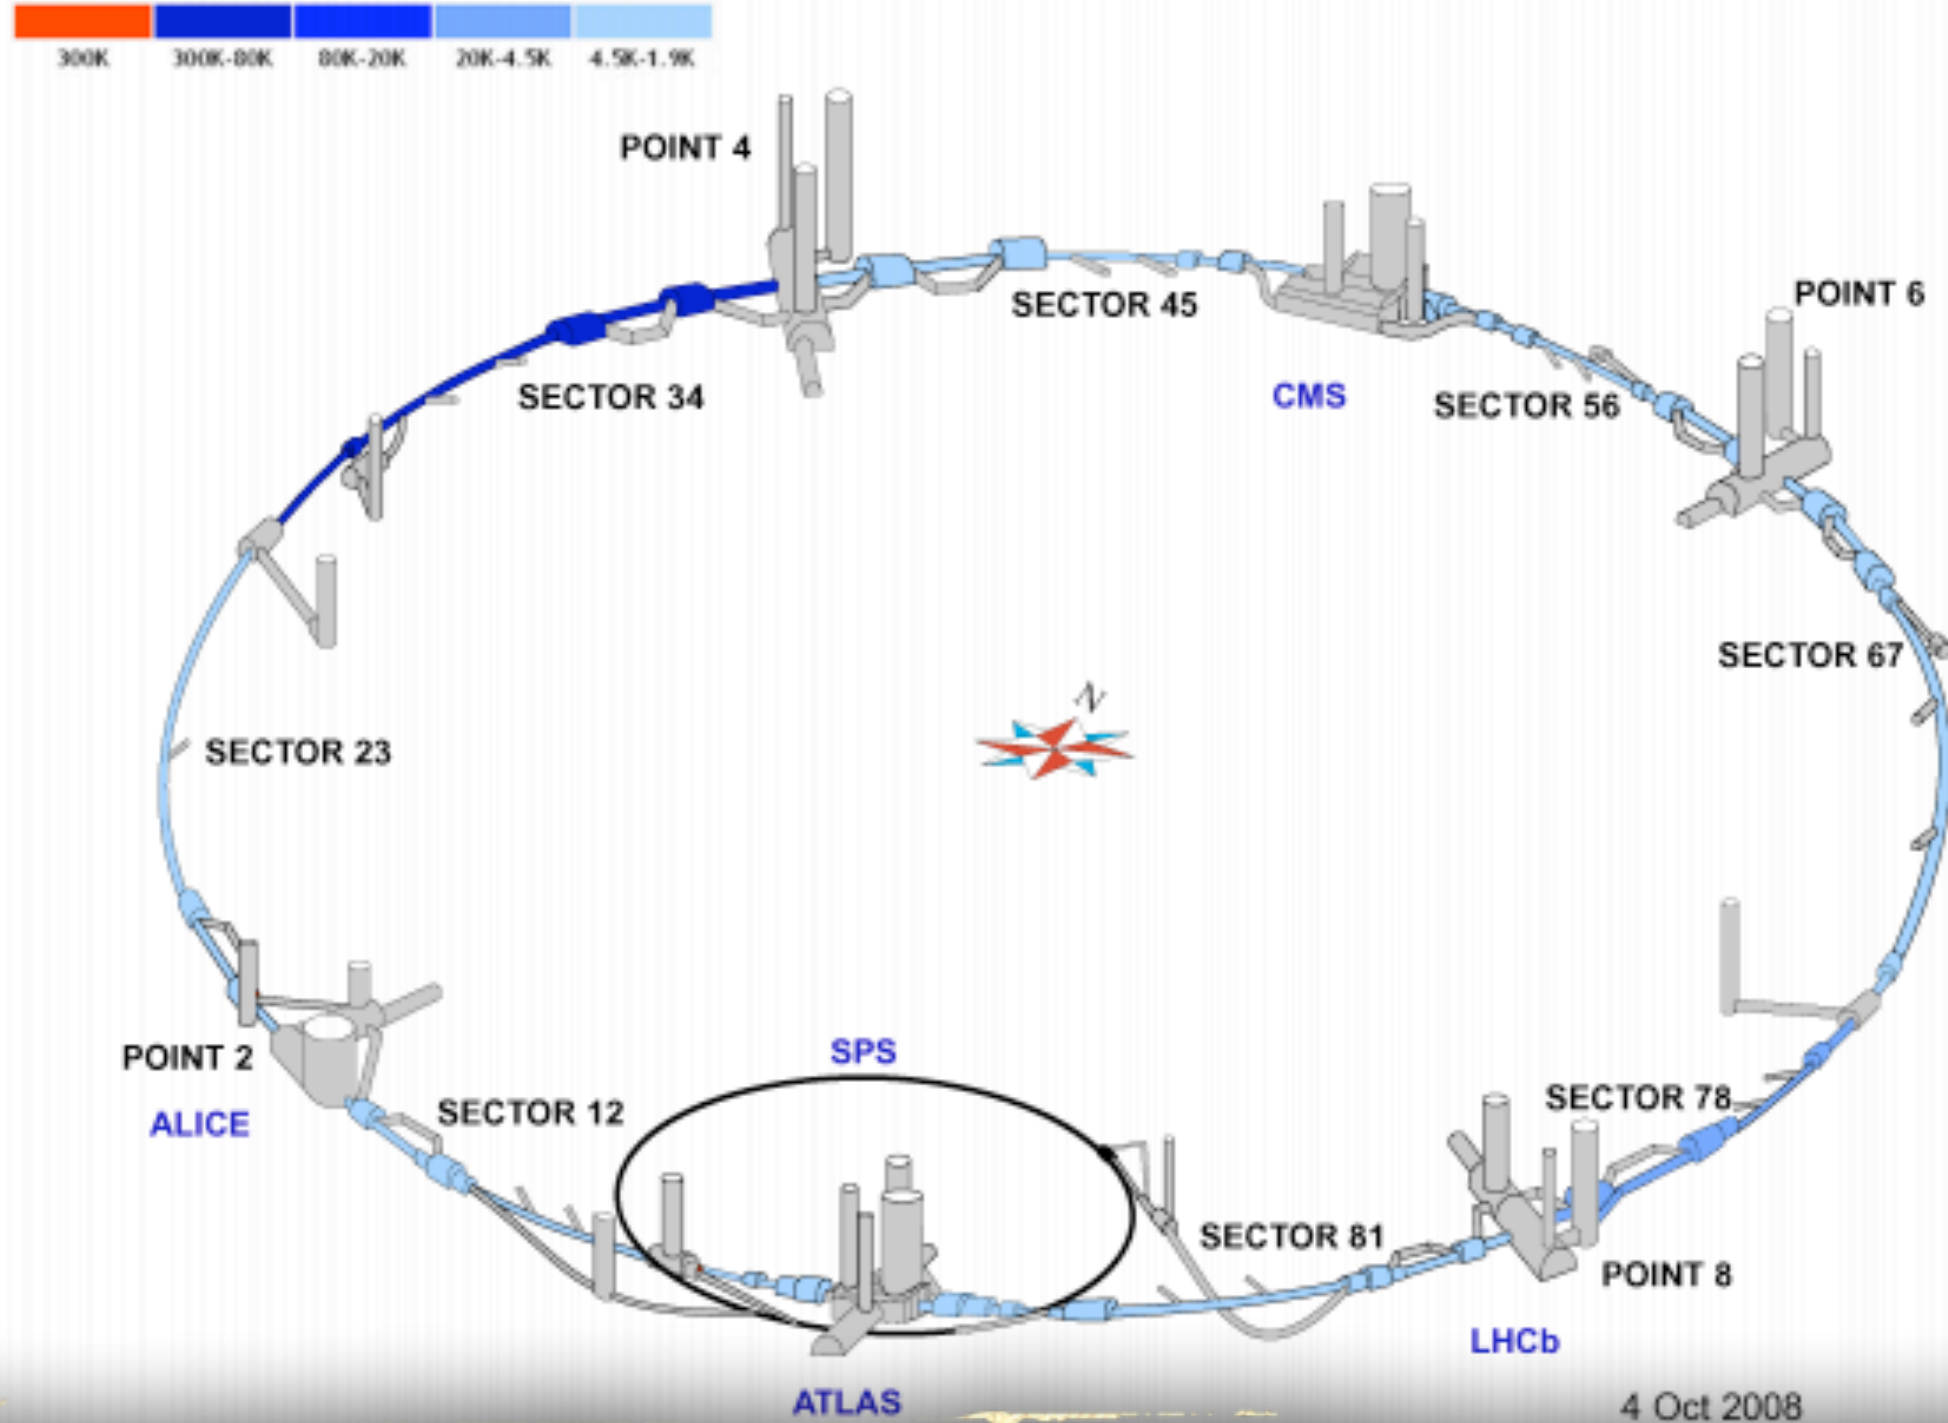 300K 300K-80K 80K-20K 20K-4.5K 4.5K-1.9K
POINT 4
POINT 6
SECTOR 45
SECTOR 34
CMS
SECTOR 56
SECTOR 67
N
SECTOR 23
SPS
POINT 2
SECTOR 78
SECTOR 12
ALICE
SECTOR 81
POINT 8
LHCb
ATLAS
4 Oct 2008